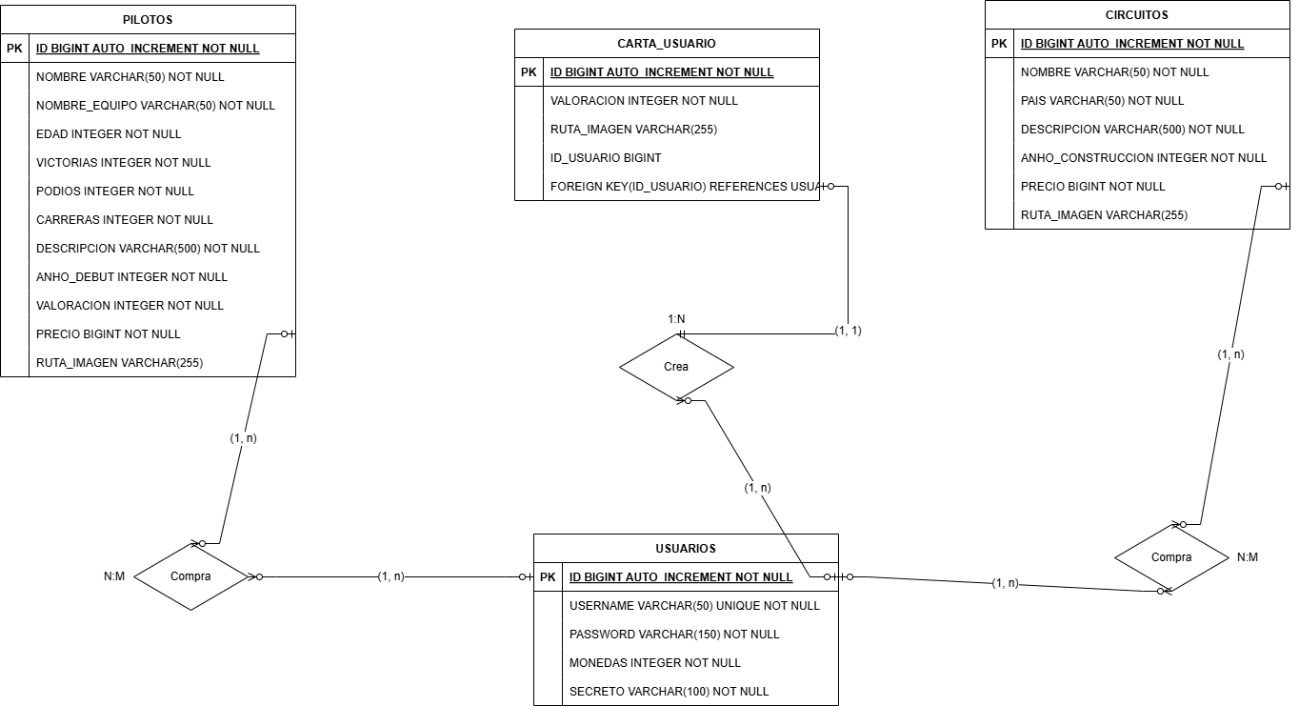 PILOTOS
PK ID BIGINT AUTO_INCREMENT NOT NULL
NOMBRE VARCHAR(50) NOT NULL
NOMBRE_EQUIPO VARCHAR(50) NOT NULL
EDAD INTEGER NOT NULL
VICTORIAS INTEGER NOT NULL
PODIOS INTEGER NOT NULL
CARRERAS INTEGER NOT NULL
DESCRIPCION VARCHAR(500) NOT NULL
ANHO_DEBUT INTEGER NOT NULL
VALORACION INTEGER NOT NULL
PRECIO BIGINT NOT NULL
RUTA_IMAGEN VARCHAR(255)
CARTA_USUARIO
PK ID BIGINT AUTO_INCREMENT NOT NULL
VALORACION INTEGER NOT NULL
RUTA_IMAGEN VARCHAR(255)
ID_USUARIO BIGINT
FOREIGN KEY(ID_USUARIO) REFERENCES USUA
CIRCUITOS
PK ID BIGINT AUTO_INCREMENT NOT NULL
NOMBRE VARCHAR(50) NOT NULL
PAIS VARCHAR(50) NOT NULL
DESCRIPCION VARCHAR(500) NOT NULL
ANHO_CONSTRUCCION INTEGER NOT NULL
PRECIO BIGINT NOT NULL
RUTA_IMAGEN VARCHAR(255)
1:N
(1, 1)
Crea
(1, n)
(1, n)
(1, n)
N:M
Compra
(1, n)
(1, n)
Compra
N:M
USUARIOS
PK ID BIGINT AUTO_INCREMENT NOT NULL
USERNAME VARCHAR(50) UNIQUE NOT NULL
PASSWORD VARCHAR(150) NOT NULL
MONEDAS INTEGER NOT NULL
SECRETO VARCHAR(100) NOT NULL